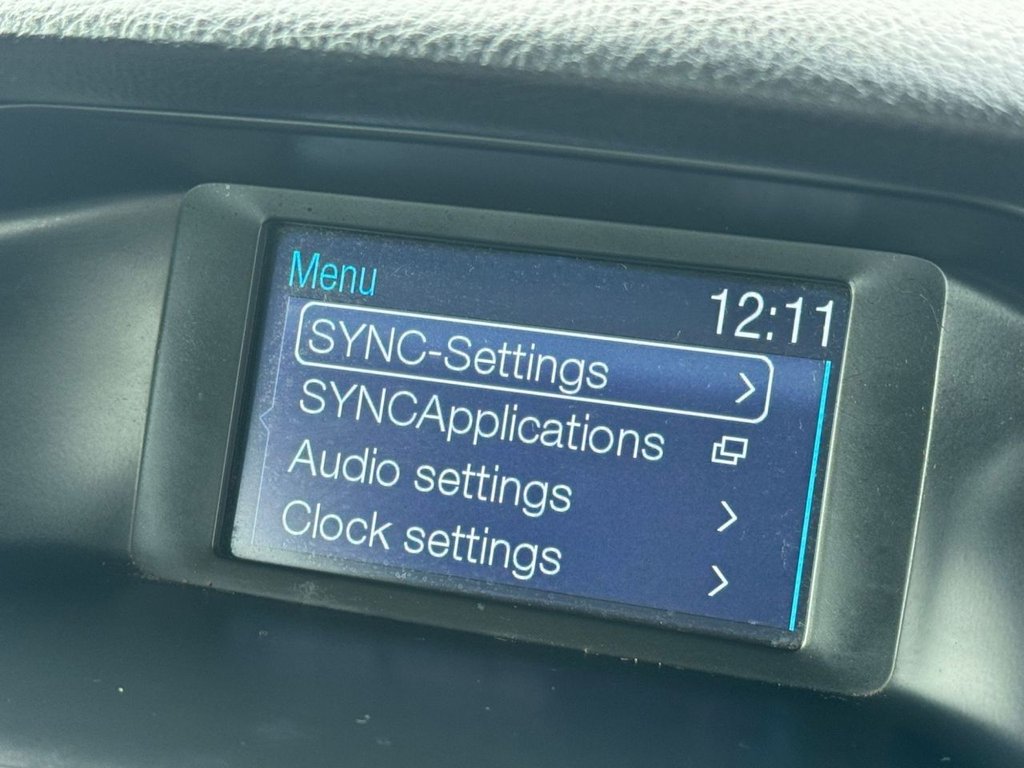 Menu
12:11
SYNC-Settings
SYNCApplications
Audio settings
Clock settings